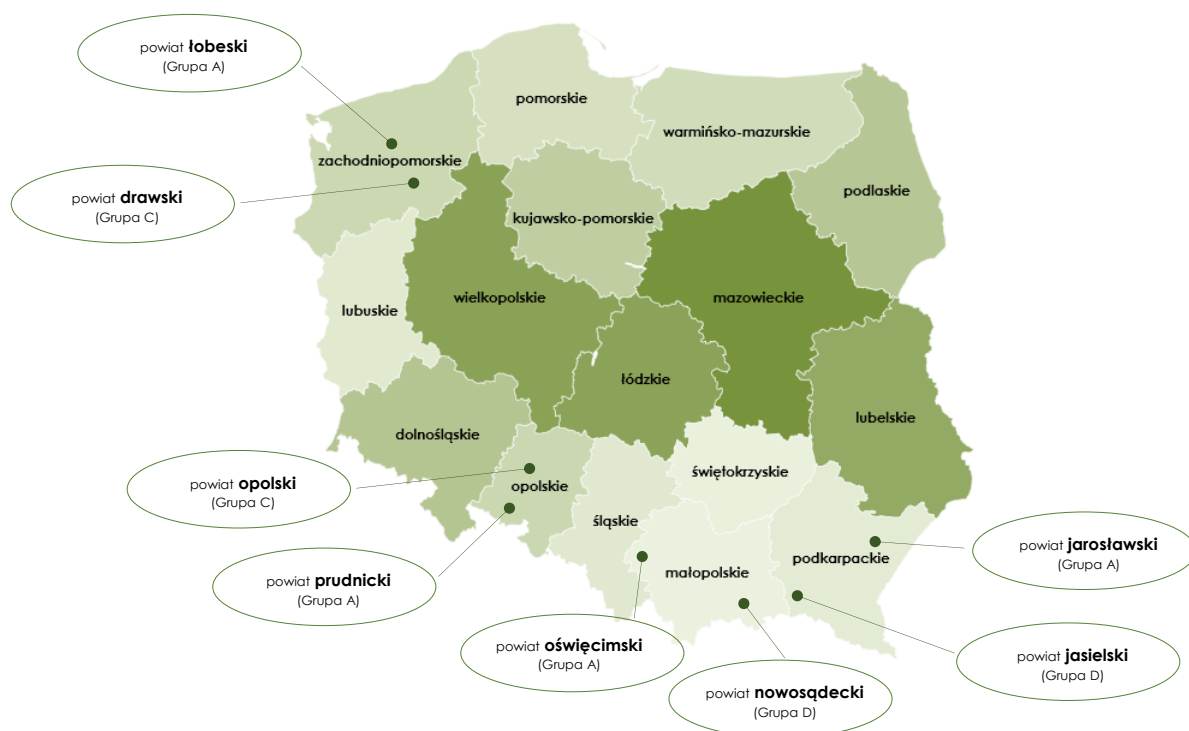 powiat łobeski
(Grupa A)
pomorskie
warmińsko-mazurskie
zachodniopomorskie
powiat drawski
(Grupa C)
podlaskie
kujawsko-pomorskie
wielkopolskie
mazowieckie
lubuskie
łódzkie
lubelskie
dolnośląskie
powiat opolski
(Grupa C)
opolskie
świętokrzyskie
śląskie
podkarpackie
małopolskie
powiat jarosławski
(Grupa A)
powiat prudnicki
(Grupa A)
powiat oświęcimski
(Grupa A)
powiat jasielski
(Grupa D)
powiat nowosądecki
(Grupa D)